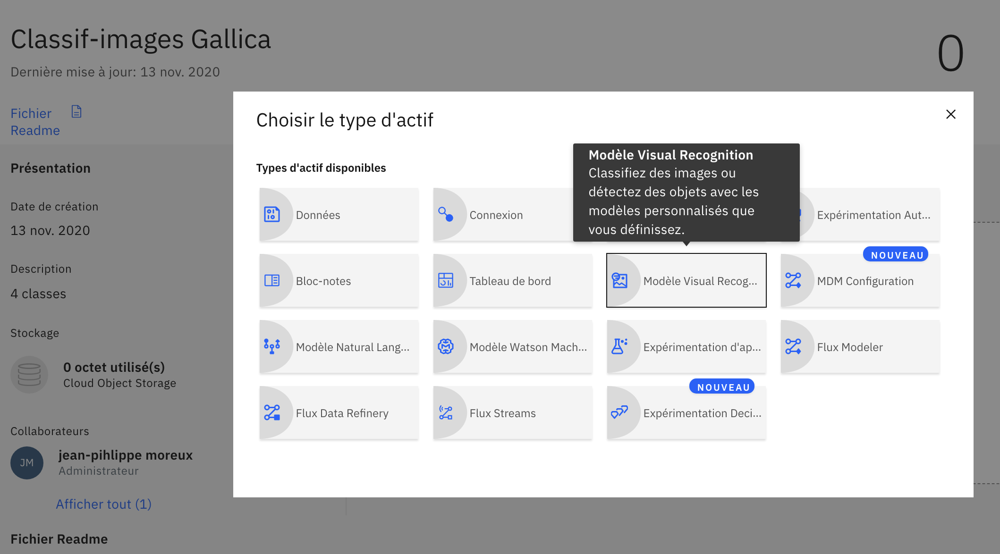 Classif-images Gallica
0
Dernière mise à jour: 13 nov. 2020
Fichier
Readme
Présentation
Date de création
13 nov. 2020
Description
4 classes
Stockage
0 octet utilisé(s)
Cloud Object Storage
Collaborateurs
JM
jean-pihlippe moreux
Administrateur
Afficher tout (1)
Fichier Readme
Choisir le type d'actif
Types d'actif disponibles
Modèle Visual Recognition
Classifiez des images ou
détectez des objets avec les
modèles personnalisés que
vous définissez.
Données
Connexion
Expérimentation Aut...
Bloc-notes
Tableau de bord
Modèle Visual Recog...
NOUVEAU
MDM Configuration
Modèle Natural Lang...
Modèle Watson Mach...
Expérimentation d'ap...
Flux Modeler
Flux Data Refinery
Flux Streams
NOUVEAU
Expérimentation Deci...